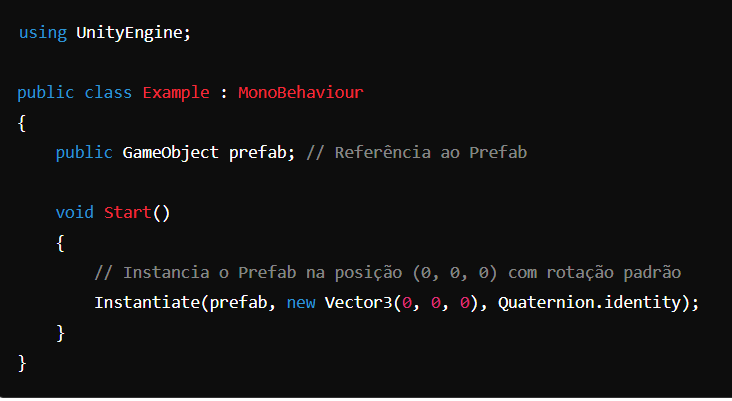 using UnityEngine;
public class Example : MonoBehaviour
{
public GameObject prefab; // Referência ao Prefab
void Start()
{
// Instancia o Prefab na posição (0, 0, 0) com rotação padrão
Instantiate(prefab, new Vector3(0, 0, 0), Quaternion.identity);
}
}